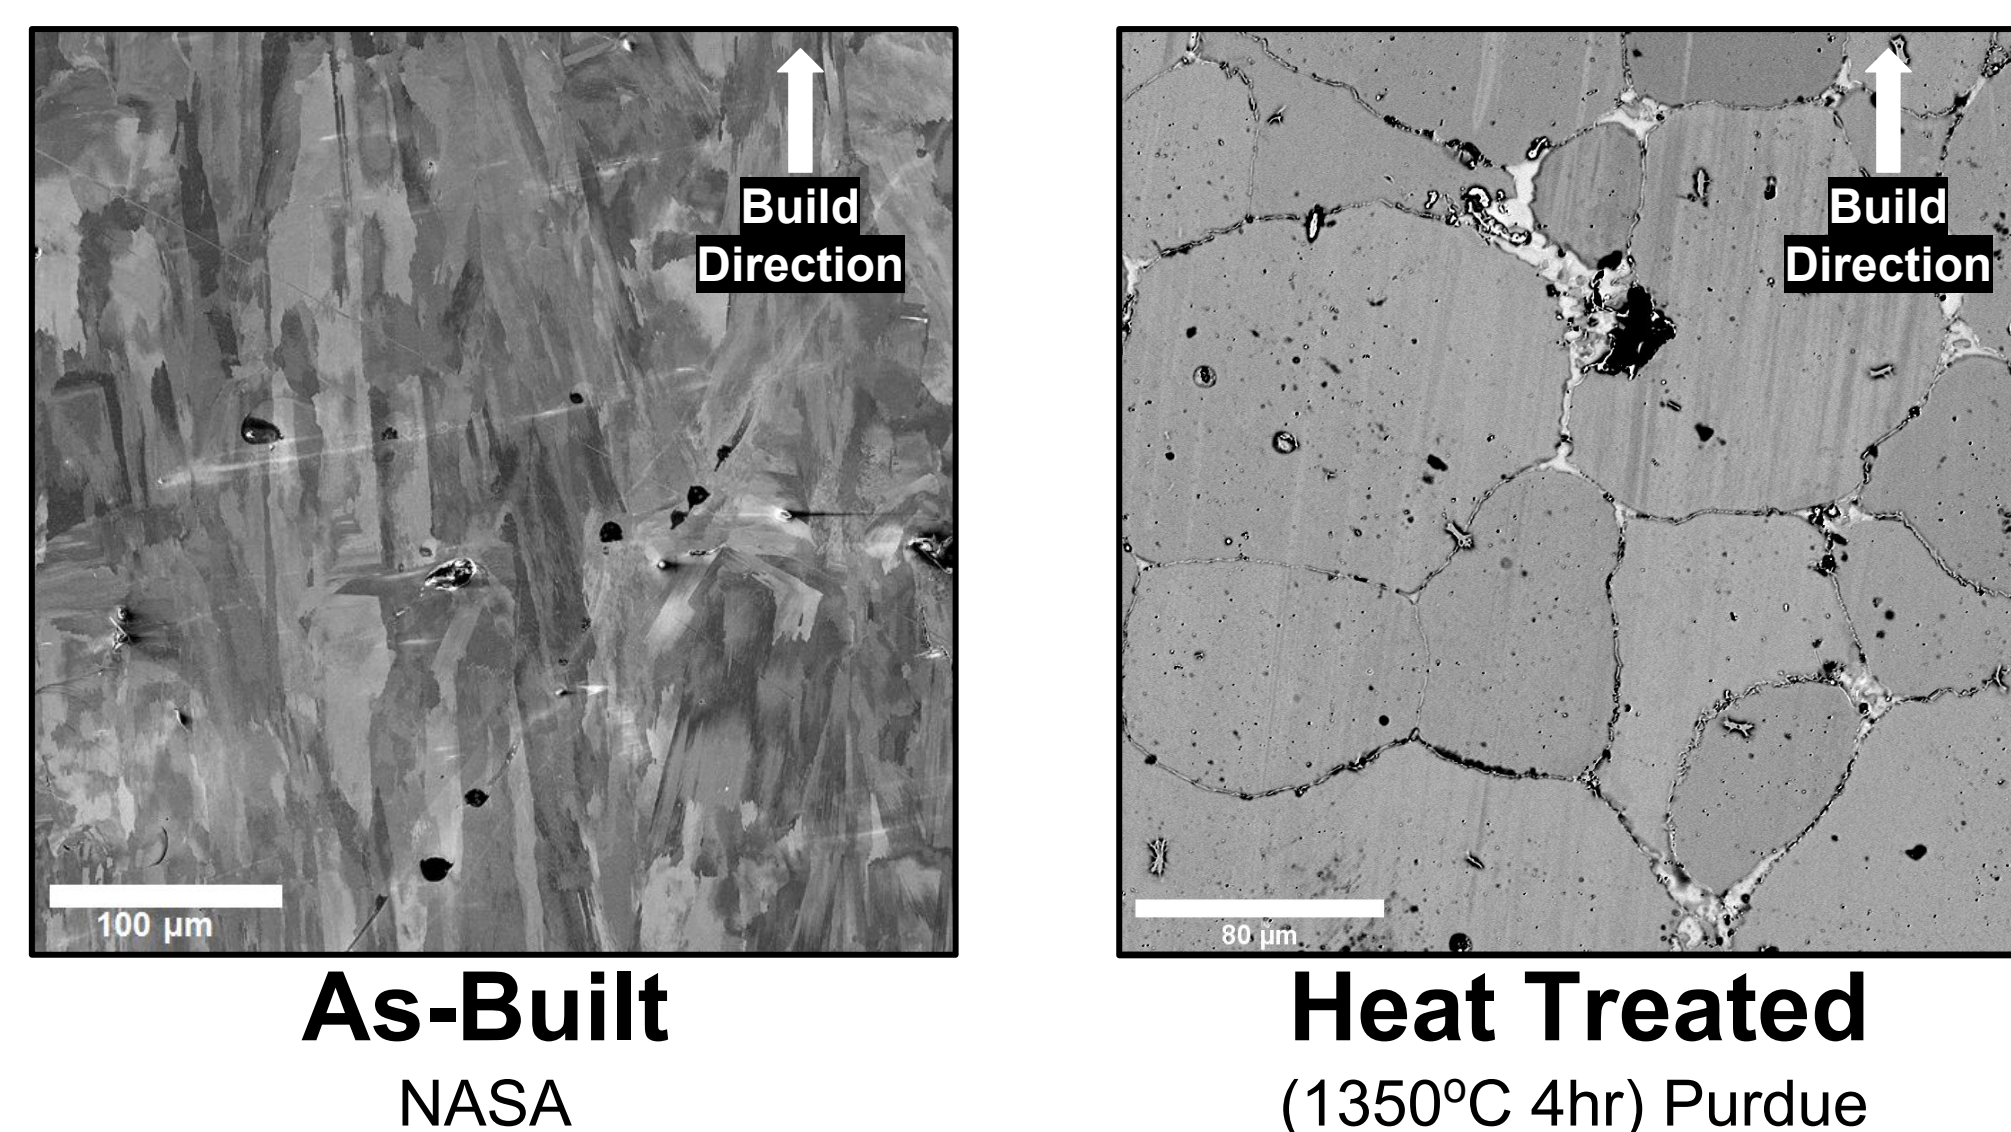 Build
Direction
100 µm
As-Built
NASA
Build
Direction
80 µm
Heat Treated
(1350ºC 4hr) Purdue